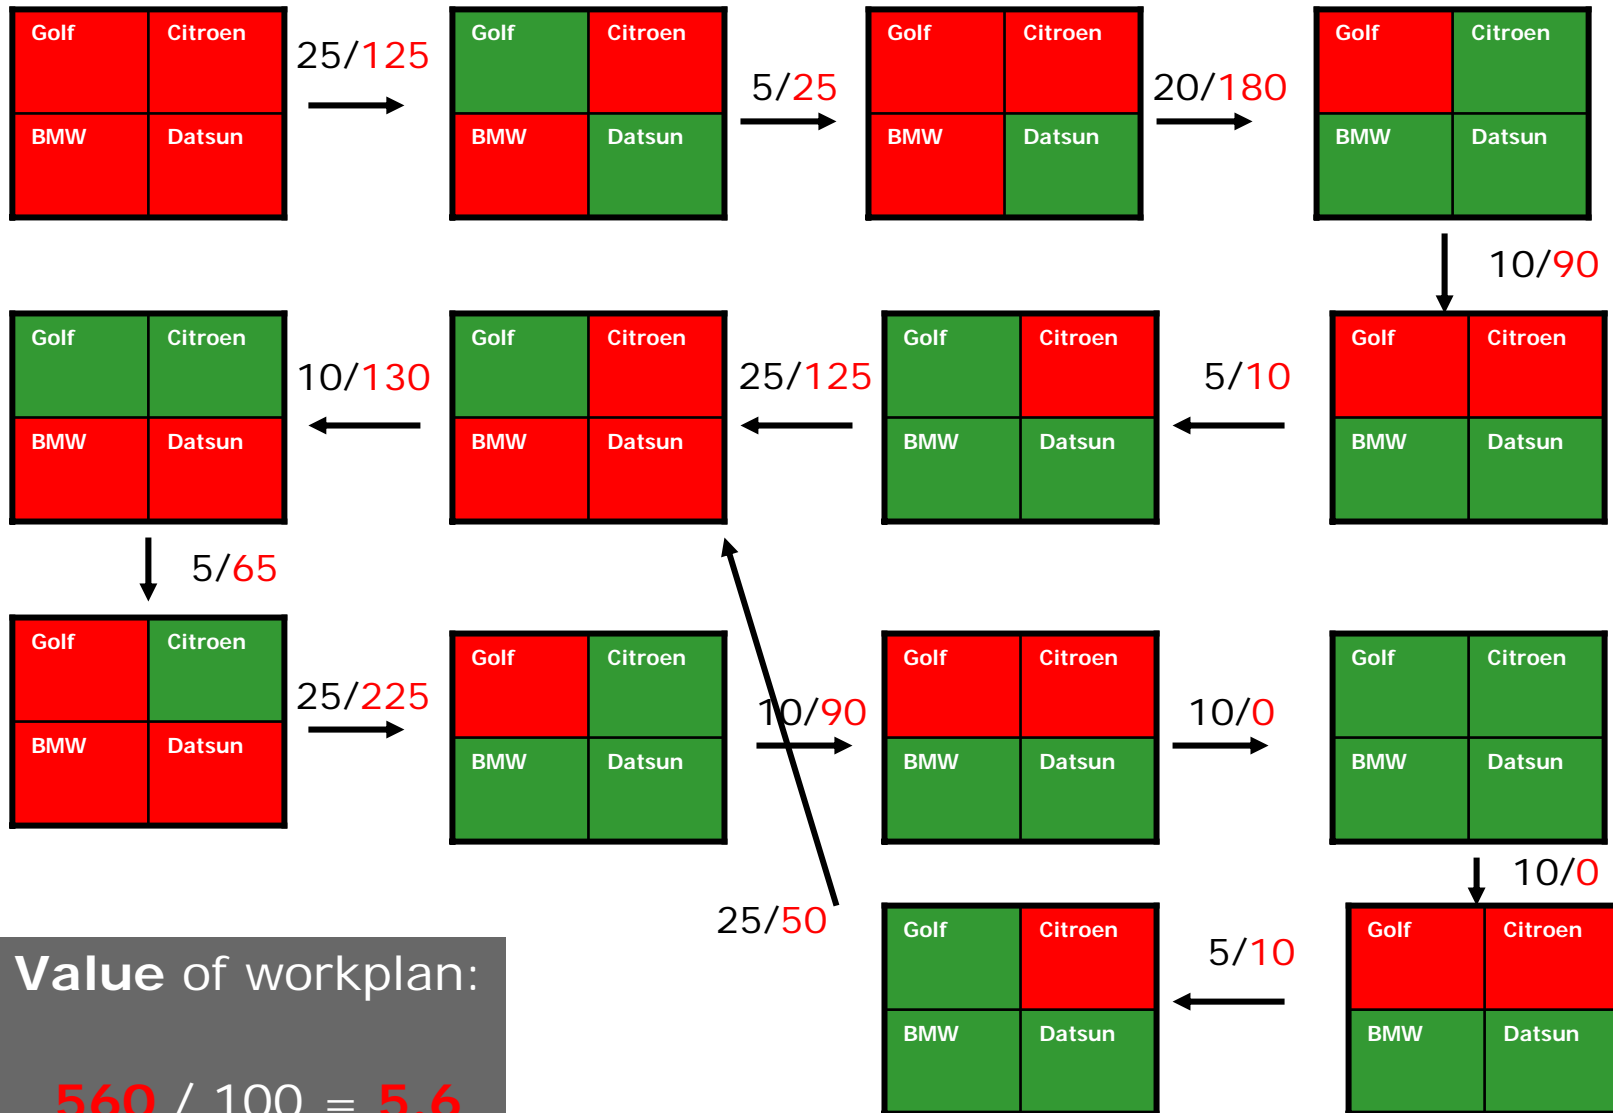 Golf Citroen
BMW Datsun
25/125
Golf Citroen
BMW Datsun
5/25
Golf Citroen
BMW Datsun
20/180
Golf Citroen
BMW Datsun
10/90
Golf Citroen
BMW Datsun
5/10
Golf Citroen
BMW Datsun
25/125
Golf Citroen
BMW Datsun
10/130
Golf Citroen
BMW Datsun
5/65
Golf Citroen
BMW Datsun
25/225
Golf Citroen
BMW Datsun
10/90
Golf Citroen
BMW Datsun
10/0
Golf Citroen
BMW Datsun
10/0
Golf Citroen
BMW Datsun
5/10
Golf Citroen
BMW Datsun
25/50
Value of workplan:
560 / 100 = 5.6